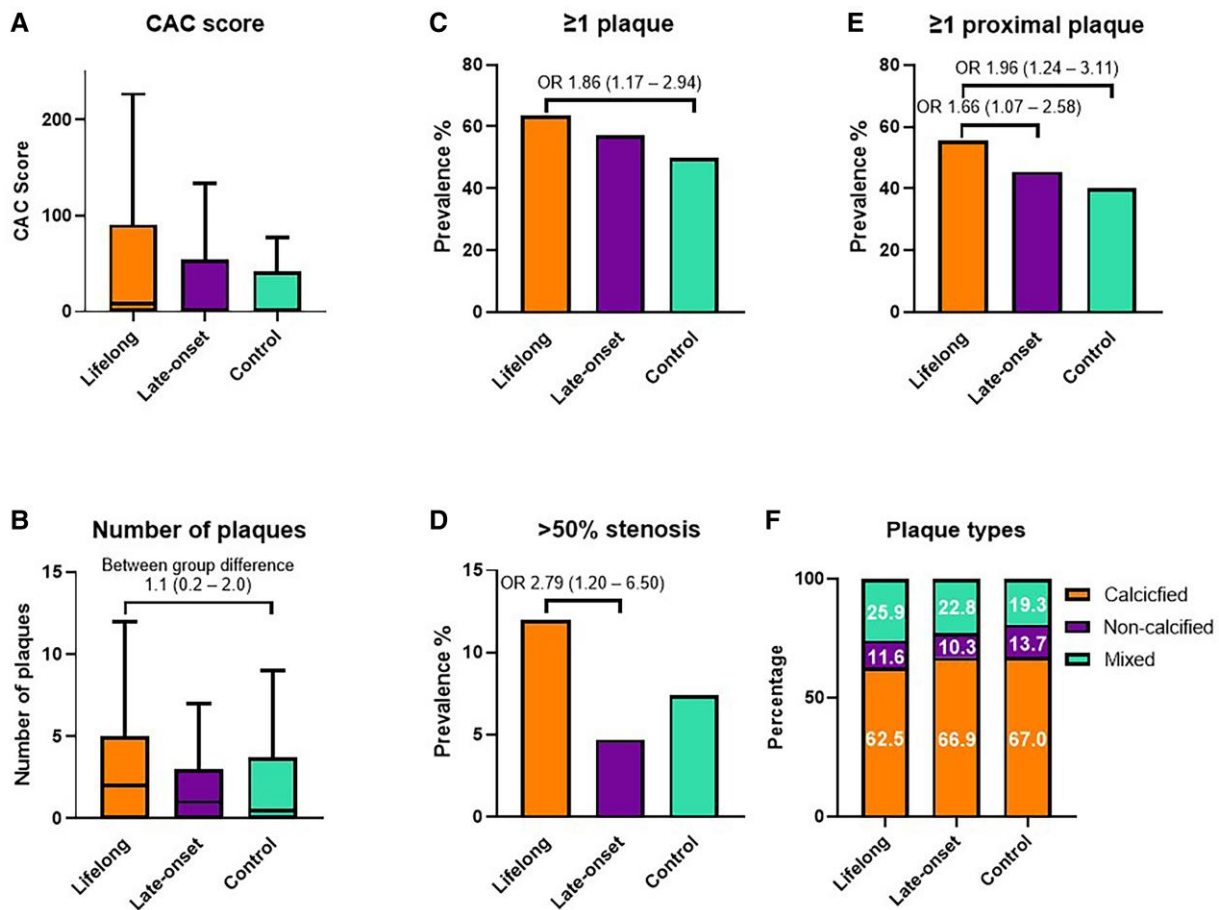 A
CAC score
CAC Score
200
100
0
Lifelong
Late-onset
Control
B
Number of plaques
Between group difference
1.1 (0.2 – 2.0)
Number of plaques
15
10
5
0
Lifelong
Late-onset
Control
C
≥1 plaque
OR 1.86 (1.17 – 2.94)
Prevalence %
80
60
40
20
0
Lifelong
Late-onset
Control
D
>50% stenosis
OR 2.79 (1.20 – 6.50)
Prevalence %
15
10
5
0
Lifelong
Late-onset
Control
E
≥1 proximal plaque
OR 1.96 (1.24 – 3.11)
OR 1.66 (1.07 – 2.58)
Prevalence %
80
60
40
20
0
Lifelong
Late-onset
Control
F
Plaque types
Percentage
100
50
0
25.9
22.8
19.3
11.6
10.3
13.7
62.5
66.9
67.0
Lifelong
Late-onset
Control
Calcicfied
Non-calcified
Mixed